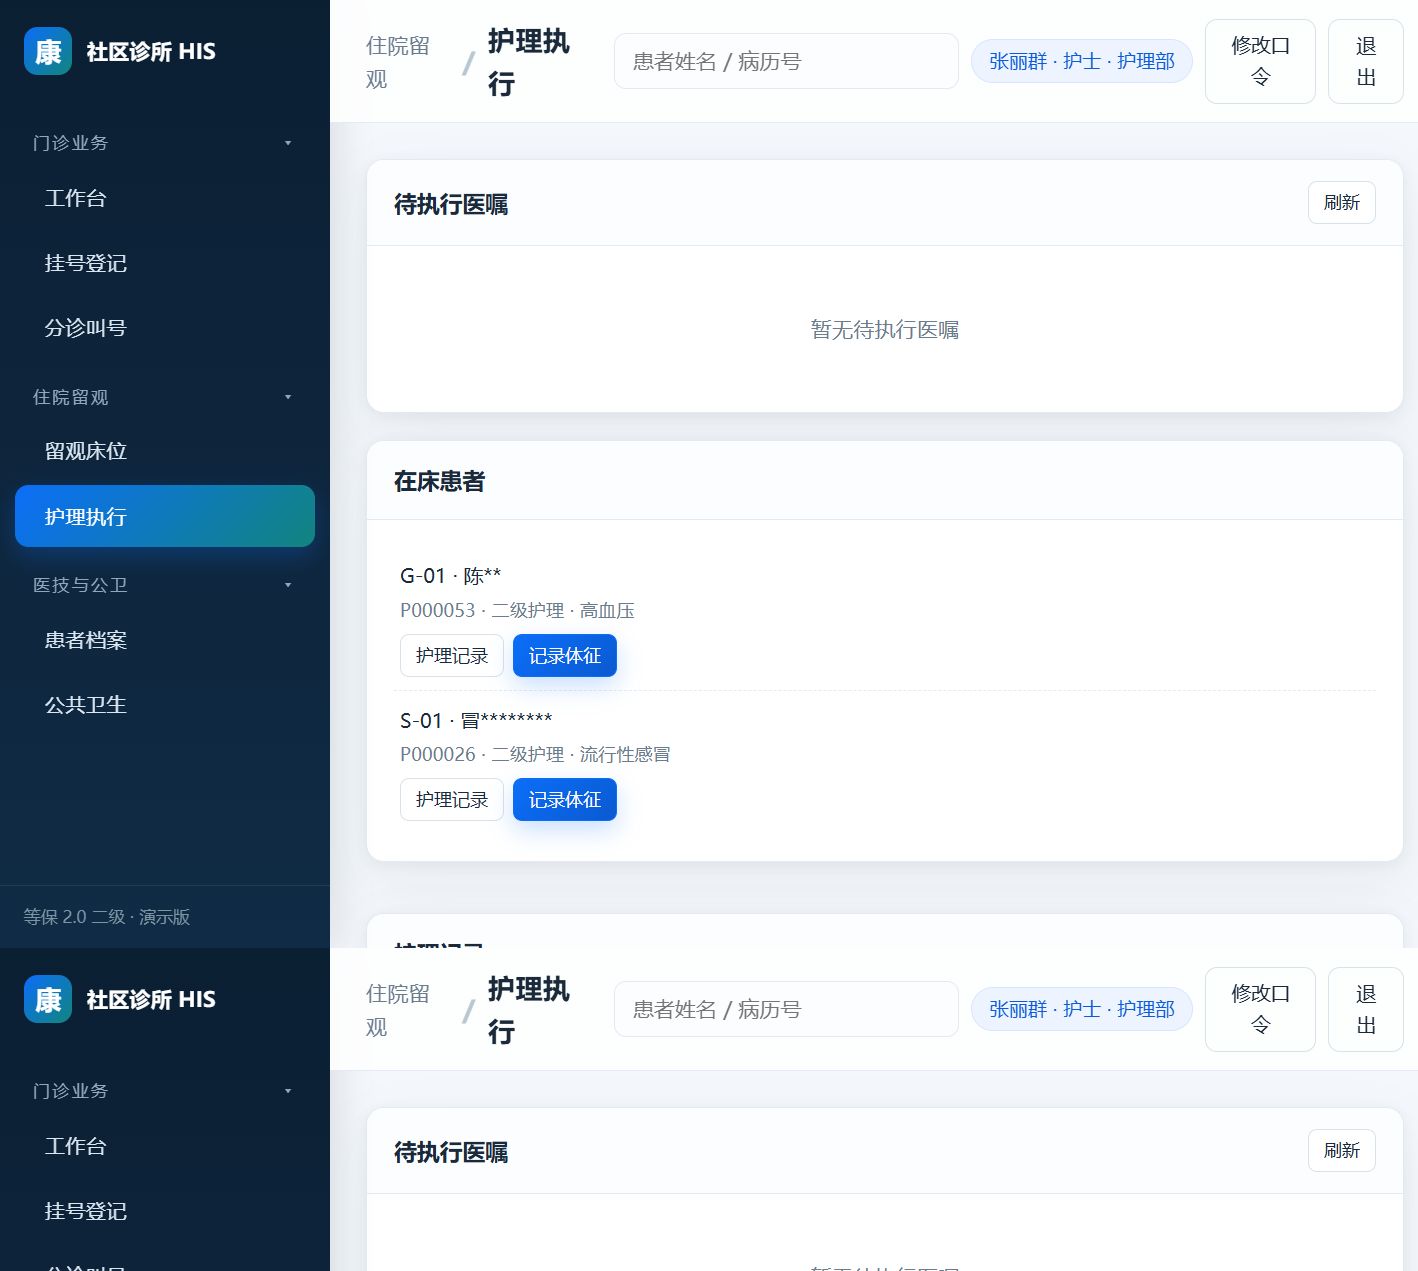 康 社区诊所 HIS
门诊业务
工作台
挂号登记
分诊叫号
住院留观
留观床位
护理执行
医技与公卫
患者档案
公共卫生
等保 2.0 二级 · 演示版
住院留
观
/
护理执
行
患者姓名 / 病历号
张丽群 · 护士 · 护理部
修改口
令
退
出
待执行医嘱
刷新
暂无待执行医嘱
在床患者
G-01 · 陈**
P000053 · 二级护理 · 高血压
护理记录 记录体征
S-01 · 冒********
P000026 · 二级护理 · 流行性感冒
护理记录 记录体征
康 社区诊所 HIS
门诊业务
工作台
挂号登记
住院留
观
/
护理执
行
患者姓名 / 病历号
张丽群 · 护士 · 护理部
修改口
令
退
出
待执行医嘱
刷新